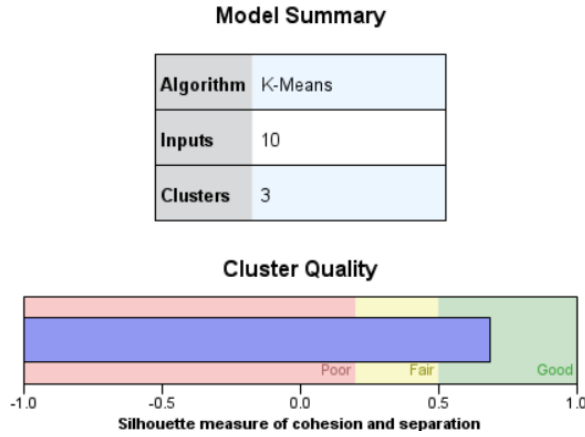 Model Summary
Algorithm K-Means
Inputs 10
Clusters 3
Cluster Quality
Poor Fair Good
-1.0 -0.5 0.0 0.5 1.0
Silhouette measure of cohesion and separation